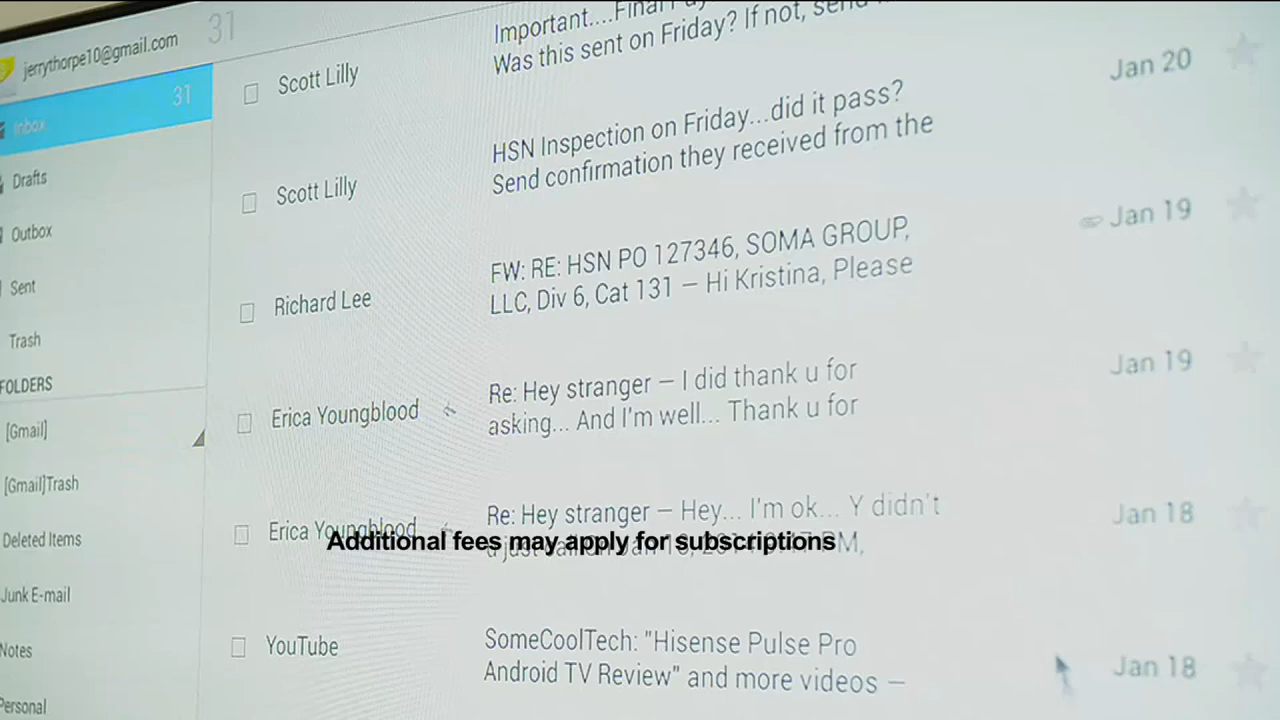 jerrythorpe10@gmail.com
31
Inbox
31
Drafts
Outbox
Sent
Trash
FOLDERS
[Gmail]
[Gmail]Trash
Deleted Items
Junk E-mail
Notes
Personal
Scott Lilly
Important....Final
Was this sent on Friday? If not, send
Jan 20
Scott Lilly
HSN Inspection on Friday...did it pass?
Send confirmation they received from the
Jan 19
Richard Lee
FW: RE: HSN PO 127346, SOMA GROUP,
LLC, Div 6, Cat 131 – Hi Kristina, Please
Jan 19
Erica Youngblood
Re: Hey stranger – I did thank u for
asking... And I'm well... Thank u for
Jan 18
Erica Youngblood
Re: Hey stranger – Hey... I'm ok... Y didn't
Additional fees may apply for subscriptions
Jan 18
YouTube
SomeCoolTech: "Hisense Pulse Pro
Android TV Review" and more videos –